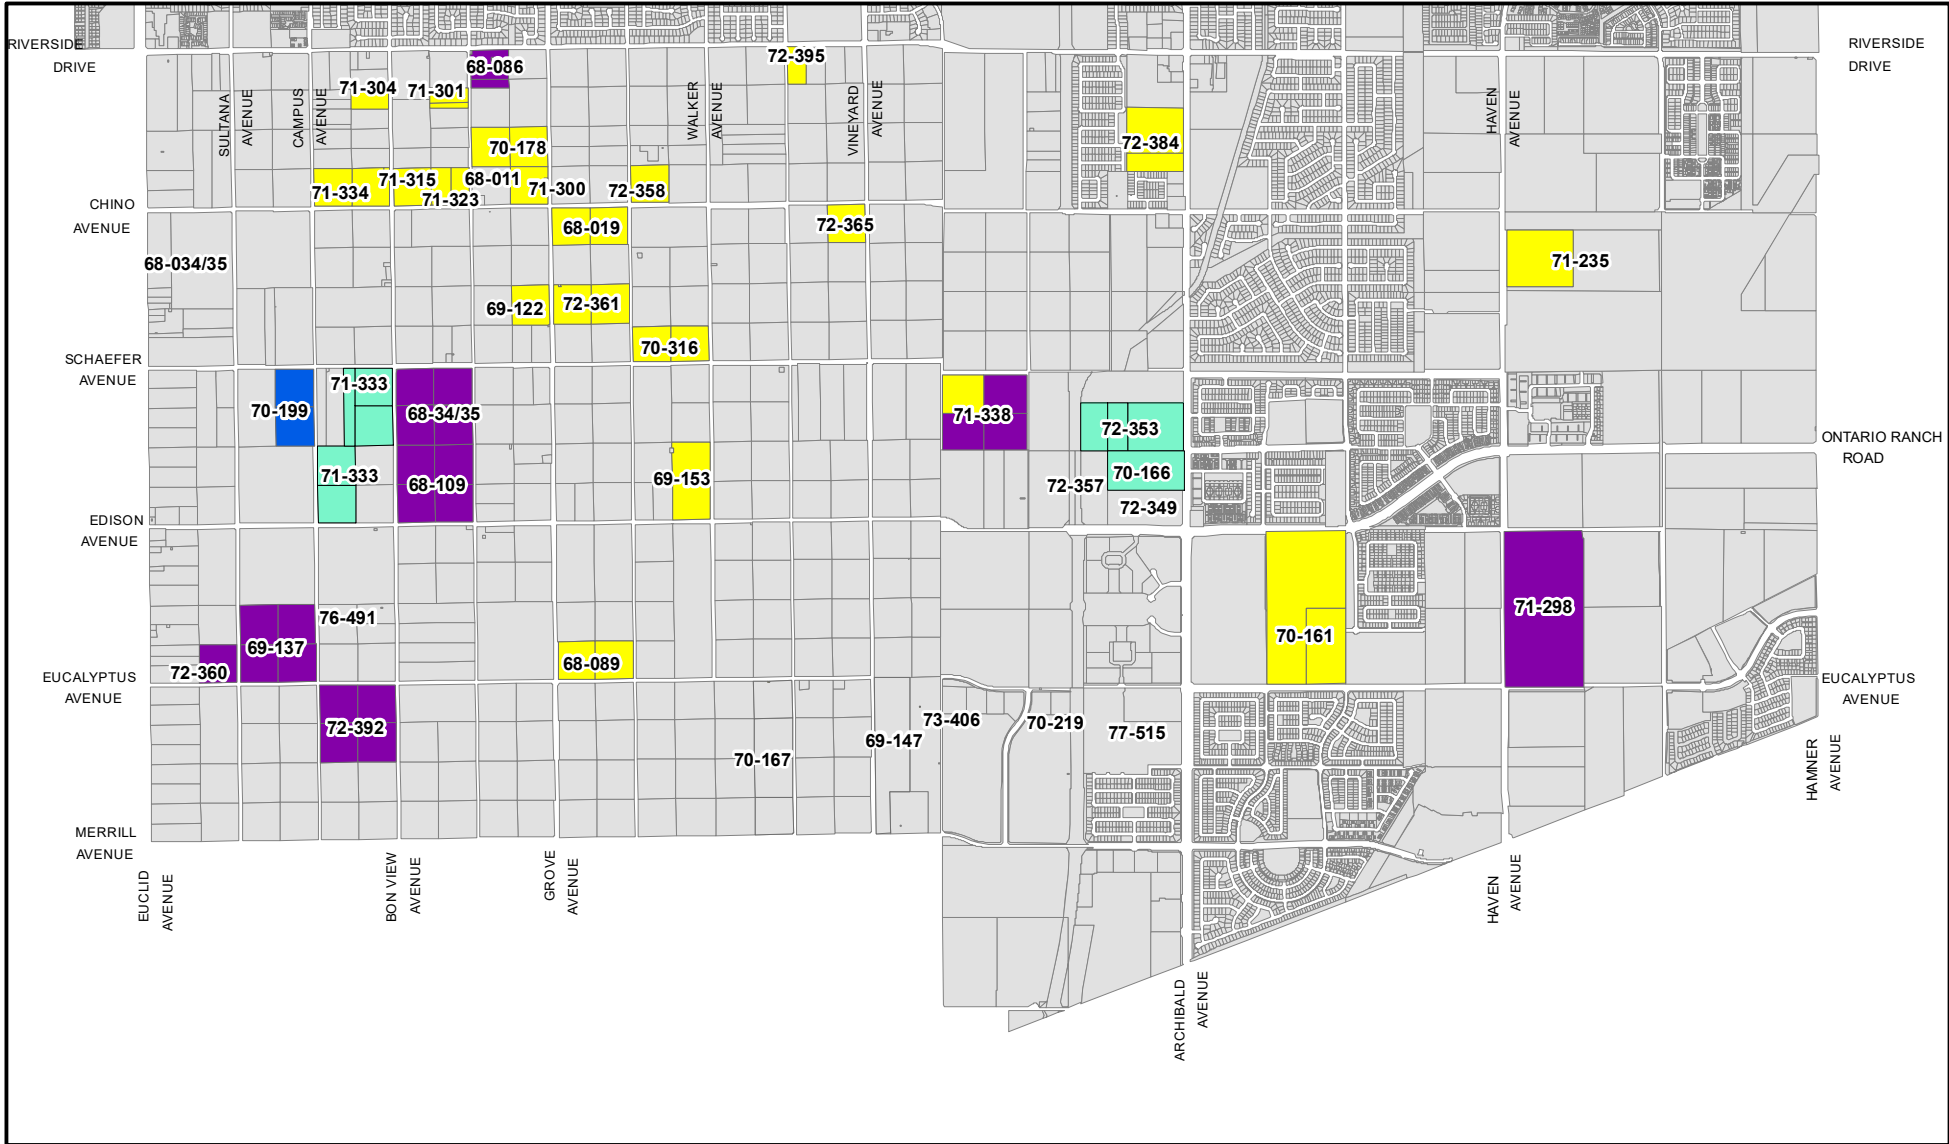 RIVERSIDE
DRIVE
68-086
72-395
RIVERSIDE
DRIVE
71-304
71-301
SULTANA
AVENUE
CAMPUS
AVENUE
WALKER
AVENUE
VINEYARD
AVENUE
HAVEN
AVENUE
70-178
72-384
71-334
71-315
68-011
71-323
71-300
72-358
CHINO
AVENUE
68-019
72-365
68-034/35
71-235
69-122
72-361
70-316
SCHAEFER
AVENUE
71-333
70-199
68-34/35
71-338
72-353
ONTARIO RANCH
ROAD
71-333
68-109
69-153
72-357
70-166
72-349
EDISON
AVENUE
76-491
71-298
69-137
70-161
72-360
68-089
EUCALYPTUS
AVENUE
EUCALYPTUS
AVENUE
72-392
73-406
70-219
77-515
69-147
70-167
HAMNER
AVENUE
MERRILL
AVENUE
EUCLID
AVENUE
BON VIEW
AVENUE
GROVE
AVENUE
HAVEN
AVENUE
ARCHIBALD
AVENUE